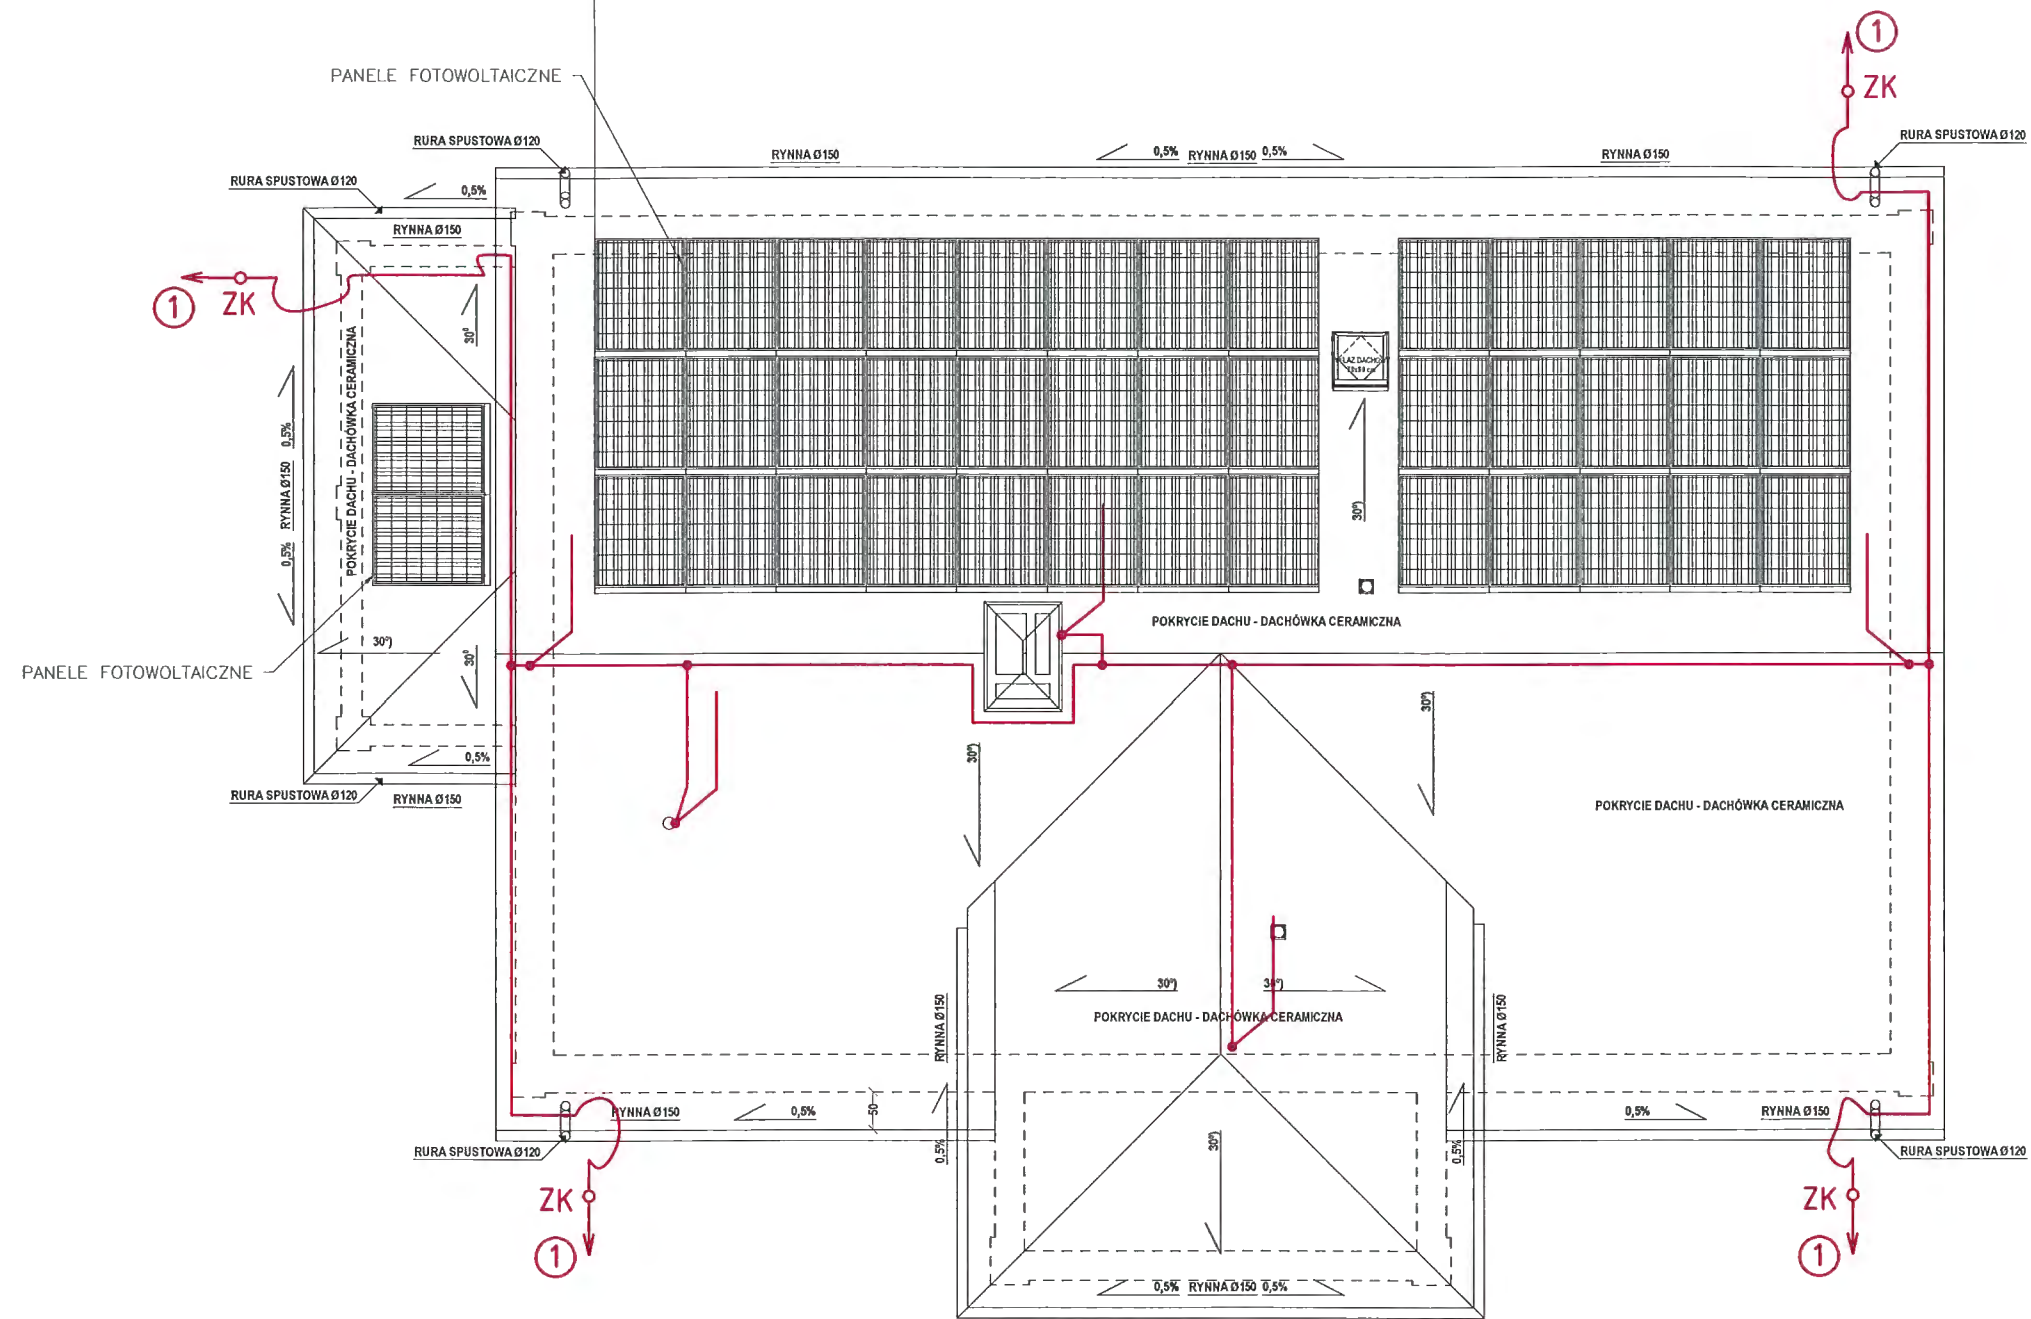 1
PANELE FOTOWOLTAICZNE
ZK
RURA SPUSTOWA Ø120
RYNNA Ø150
0,5% RYNNA Ø150 0,5%
RYNNA Ø150
RURA SPUSTOWA Ø120
RURA SPUSTOWA Ø120
0,5%
RYNNA Ø150
1
ZK
30°
POKRYCIE DACHU - DACHÓWKA CERAMICZNA
0,5% RYNNA Ø150 0,5%
30°)
POKRYCIE DACHU - DACHÓWKA CERAMICZNA
30°)
PANELE FOTOWOLTAICZNE
30°
30°)
30°)
0,5%
RURA SPUSTOWA Ø120
RYNNA Ø150
POKRYCIE DACHU - DACHÓWKA CERAMICZNA
30°)
30°)
POKRYCIE DACHU - DACHÓWKA CERAMICZNA
RYNNA Ø150
RYNNA Ø150
RYNNA Ø150
0,5%
50
0,5%
RYNNA Ø150
0,5%
30°)
0,5%
RURA SPUSTOWA Ø120
RURA SPUSTOWA Ø120
ZK
ZK
1
1
0,5% RYNNA Ø150 0,5%